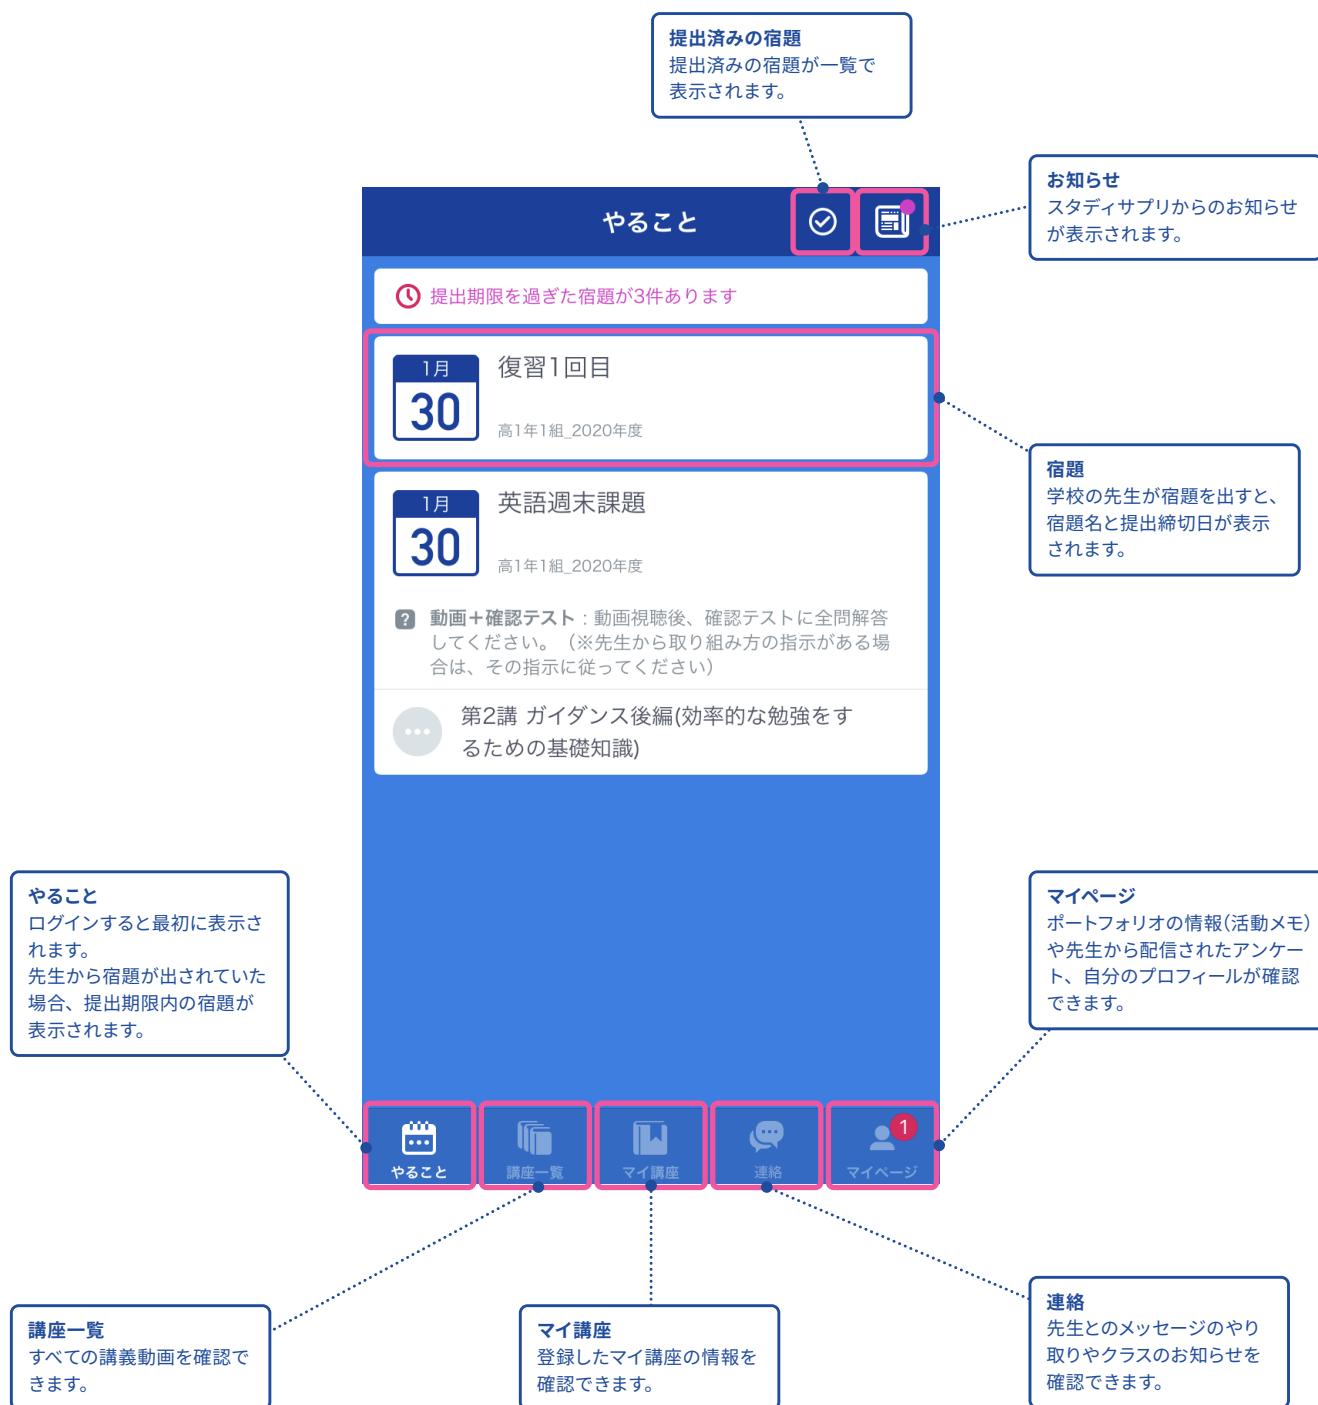 提出済みの宿題
提出済みの宿題が一覧で
表示されます。
お知らせ
スタディサプリからのお知らせ
が表示されます。
やること
提出期限を過ぎた宿題が3件あります
1月
30
復習1回目
高1年1組_2020年度
宿題
学校の先生が宿題を出すと、
宿題名と提出締切日が表示
されます。
1月
30
英語週末課題
高1年1組_2020年度
? 動画＋確認テスト：動画視聴後、確認テストに全問解答
してください。（※先生から取り組み方の指示がある場
合は、その指示に従ってください）
第2講 ガイダンス後編(効率的な勉強をす
るための基礎知識)
やること
ログインすると最初に表示さ
れます。
先生から宿題が出されていた
場合、提出期限内の宿題が
表示されます。
マイページ
ポートフォリオの情報（活動メモ）
や先生から配信されたアンケー
ト、自分のプロフィールが確認
できます。
1
やること
講座一覧
マイ講座
連絡
マイページ
講座一覧
すべての講義動画を確認で
きます。
マイ講座
登録したマイ講座の情報を
確認できます。
連絡
先生とのメッセージのやり
取りやクラスのお知らせを
確認できます。